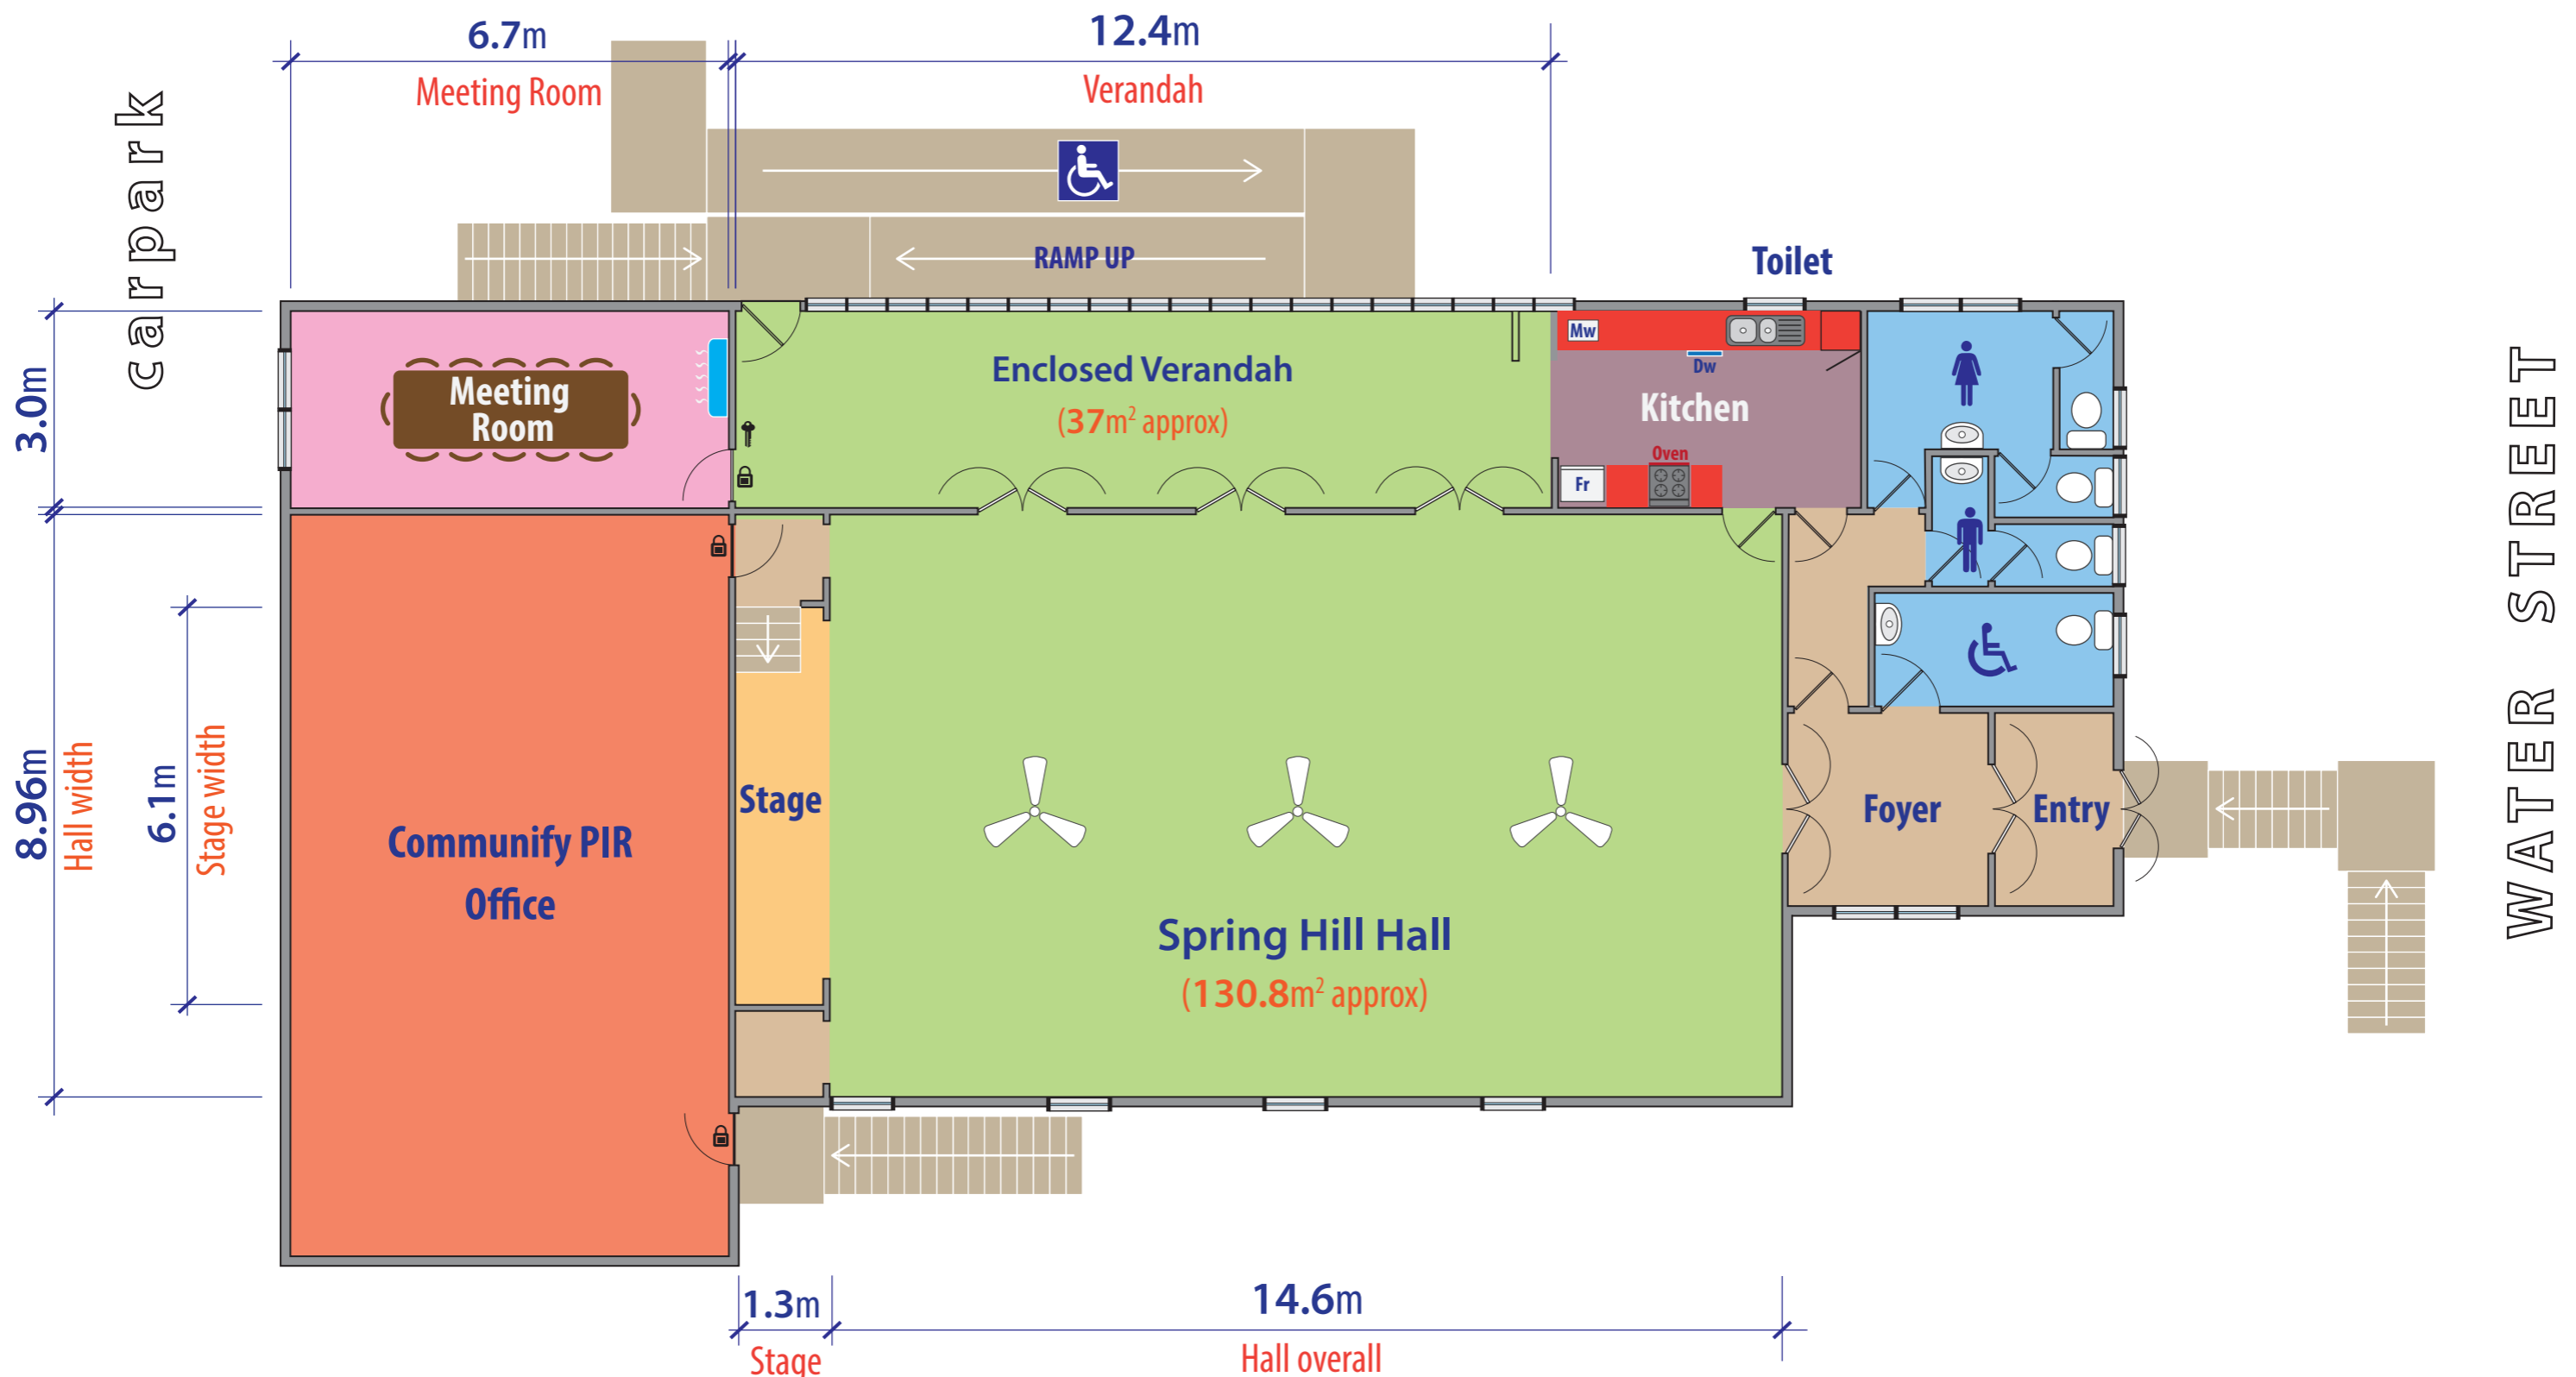 6.7m
12.4m
Meeting Room
Verandah
carpark
RAMP UP
Toilet
3.0m
Meeting
Room
Enclosed Verandah
(37m² approx)
Mw
Dw
Kitchen
Oven
Fr
WATER STREET
8.96m
Hall width
6.1m
Stage width
Communify PIR
Office
Stage
Foyer
Entry
Spring Hill Hall
(130.8m² approx)
1.3m
Stage
14.6m
Hall overall